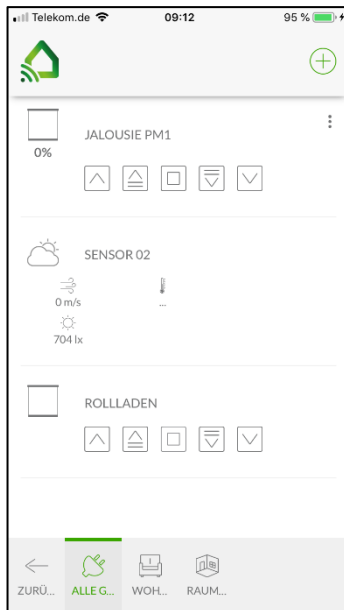 Telekom.de 09:12 95 %
JALOUSIE PM1
0%
SENSOR 02
0 m/s ...
704 lx
ROLLLADEN
ZURÜ... ALLE G... WOH... RAUM...